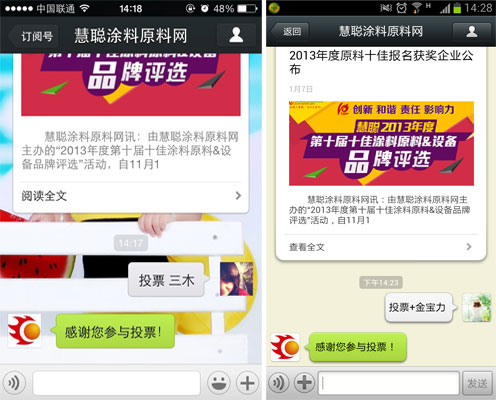 中国联通
14:18
48%
订阅号
慧聪涂料原料网
品牌评选
慧聪涂料原料网讯：由慧聪涂料原料网
主办的“2013年度第十届十佳涂料原料&设
备品牌评选”活动，自11月1
阅读全文
14:17
投票 三木
感谢您参与投票！
14:28
返回
慧聪涂料原料网
2013年度原料十佳报名获奖企业公
布
1月7日
创新 和谐 责任 影响力
慧聪2013年度
第十届十佳涂料原料&设备
品牌评选
慧聪涂料原料网讯：由慧聪涂料原料网主
办的“2013年度第十届十佳涂料原料&设备品牌
评选”活动，自11月1
查看全文
下午14:23
投票+金宝力
感谢您参与投票！
发送